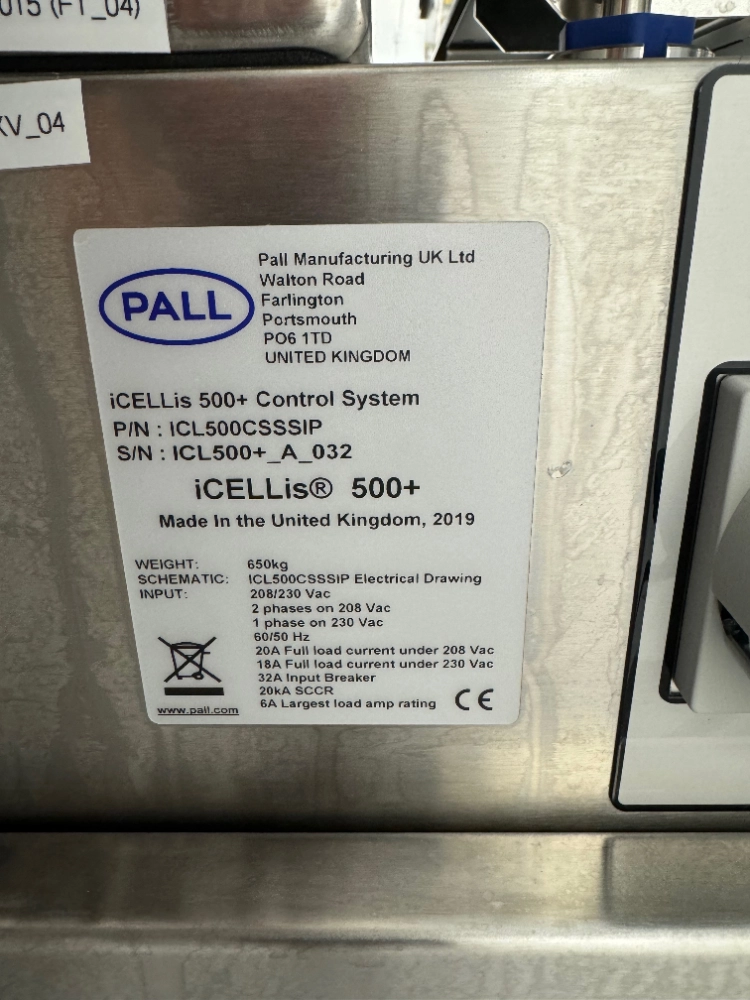 015 (FT_04)
XV_04
PALL
Pall Manufacturing UK Ltd
Walton Road
Farlington
Portsmouth
PO6 1TD
UNITED KINGDOM
iCELLis 500+ Control System
P/N : ICL500CSSSIP
S/N : ICL500+_A_032
iCELLis® 500+
Made In the United Kingdom, 2019
WEIGHT: 650kg
SCHEMATIC: ICL500CSSSIP Electrical Drawing
INPUT: 208/230 Vac
2 phases on 208 Vac
1 phase on 230 Vac
60/50 Hz
20A Full load current under 208 Vac
18A Full load current under 230 Vac
32A Input Breaker
20kA SCCR
6A Largest load amp rating
www.pall.com
CE